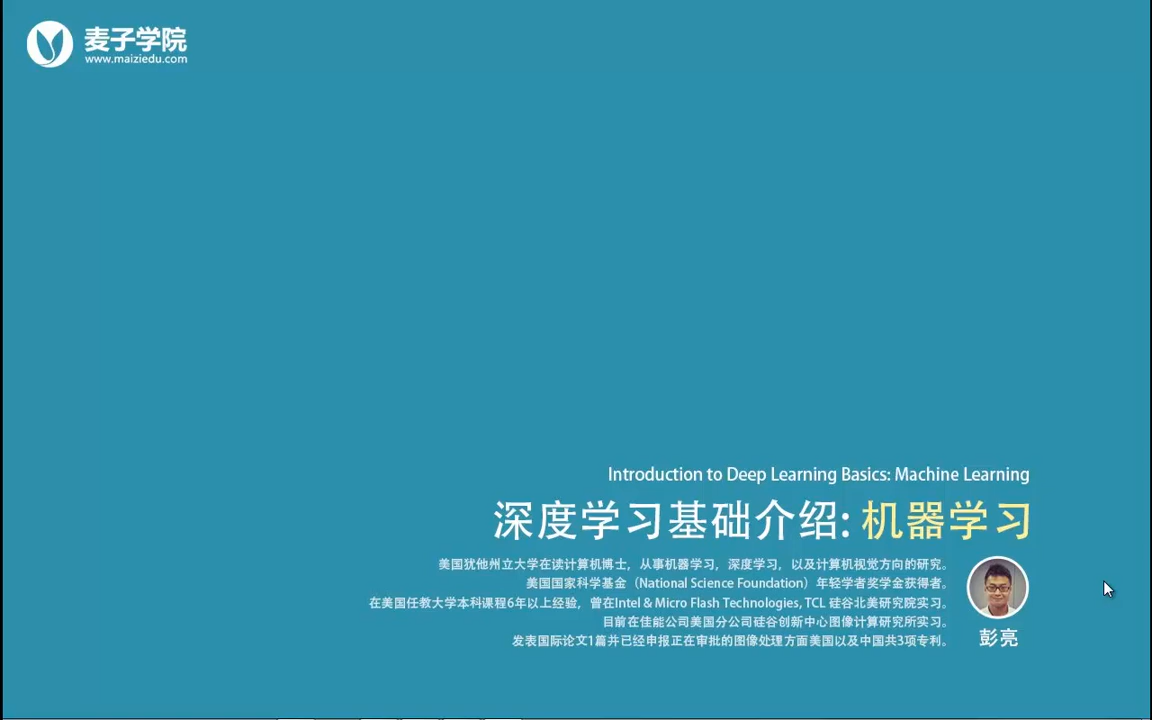 麦子学院
www.maiziedu.com
Introduction to Deep Learning Basics: Machine Learning
深度学习基础介绍: 机器学习
美国犹他州立大学在读计算机博士，从事机器学习，深度学习，以及计算机视觉方向的研究。
美国国家科学基金（National Science Foundation）年轻学者奖学金获得者。
在美国任教大学本科课程6年以上经验，曾在Intel & Micro Flash Technologies, TCL 硅谷北美研究院实习。
目前在佳能公司美国分公司硅谷创新中心图像计算研究所实习。
发表国际论文1篇并已经申报正在审批的图像处理方面美国以及中国共3项专利。
彭亮